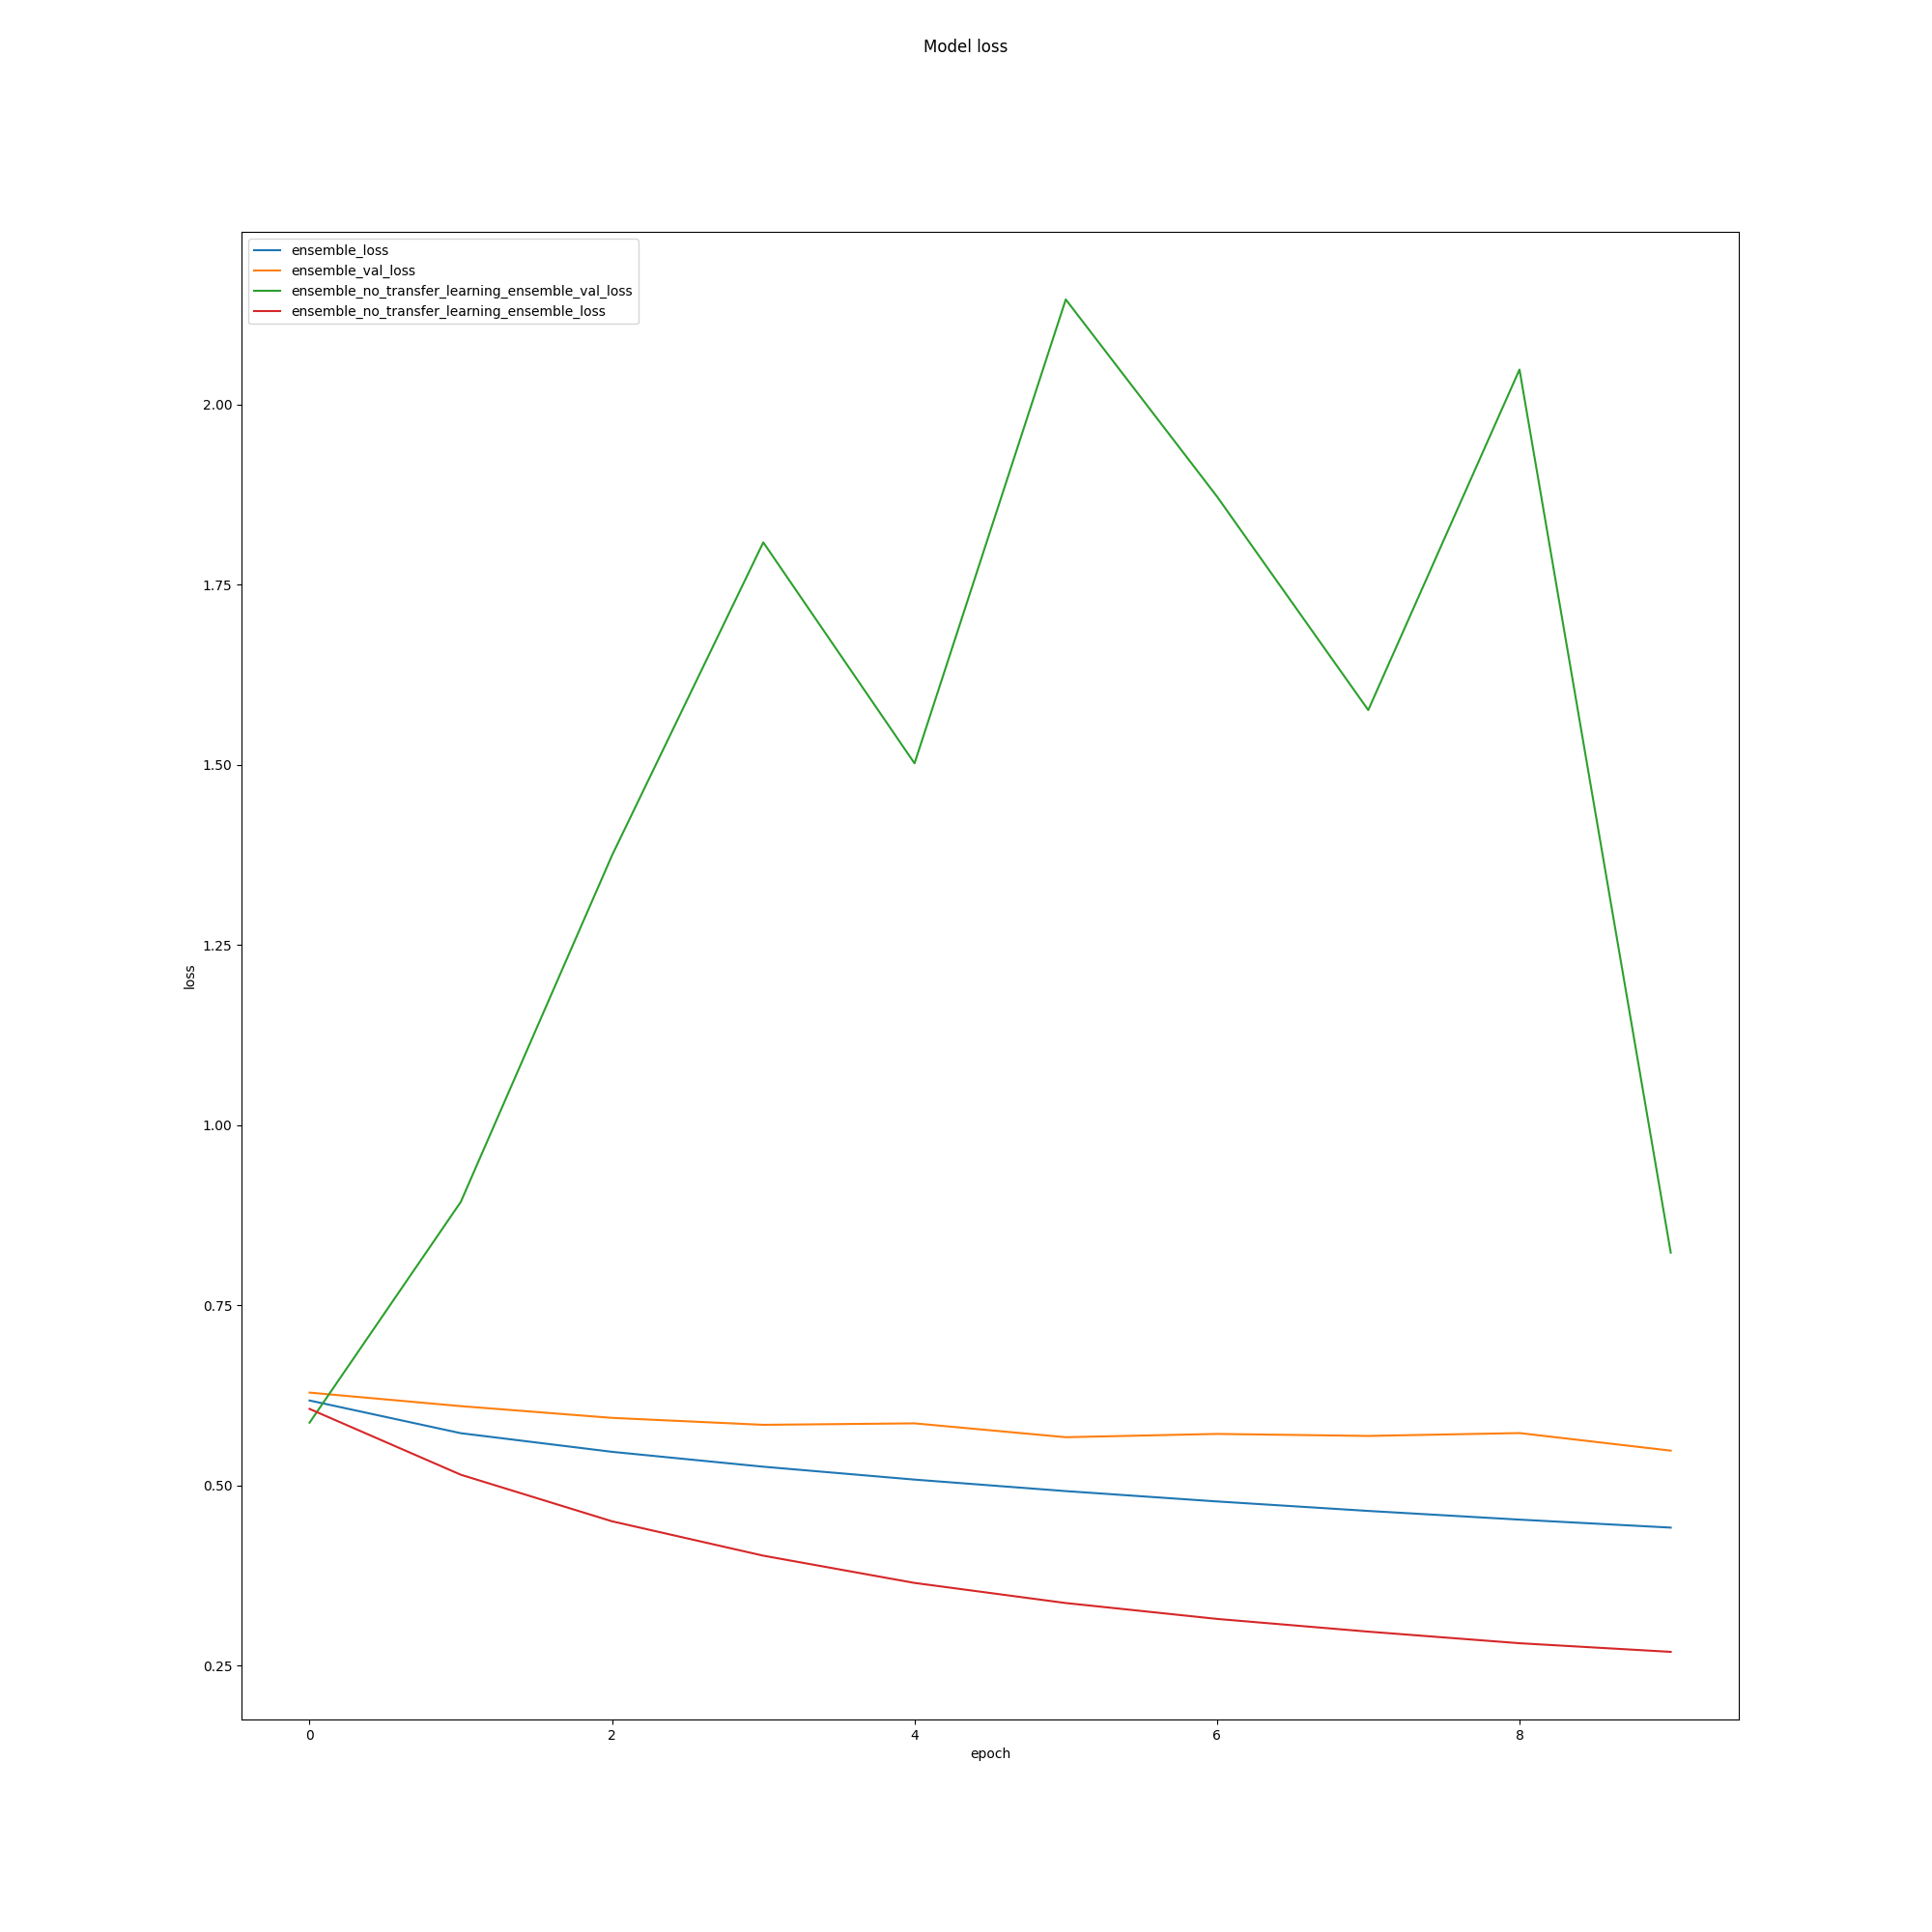 Model loss
ensemble_loss
ensemble_val_loss
ensemble_no_transfer_learning_ensemble_val_loss
ensemble_no_transfer_learning_ensemble_loss
2.00
1.75
1.50
1.25
1.00
0.75
0.50
0.25
loss
0 2 4 6 8
epoch